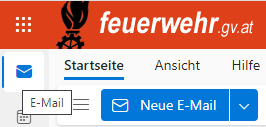 feuerwehr.gv.at
Startseite Ansicht Hilfe
E-Mail
Neue E-Mail